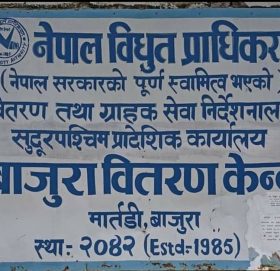 नेपाल विधुत प्राधिकर
(नेपाल सरकारको पूर्ण स्वामित्व भएको
वितरण तथा ग्राहक सेवा निर्देशनाल
सुदूरपश्चिम प्रादेशिक कार्यालय
बाजुरा वितरण केन्द
मार्तडी, बाजुरा
स्था: २०४२ (Estd-1985)